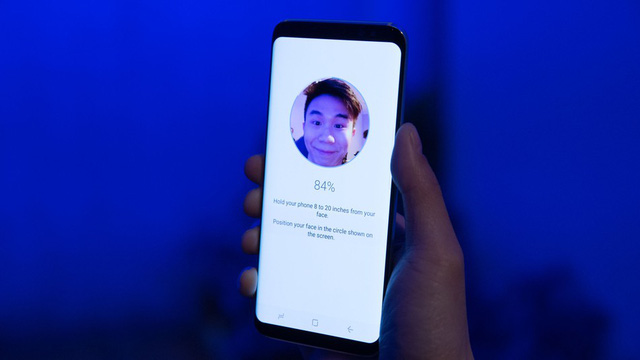 84%
Hold your phone 8 to 20 inches from your
face.
Position your face in the circle shown on
the screen.